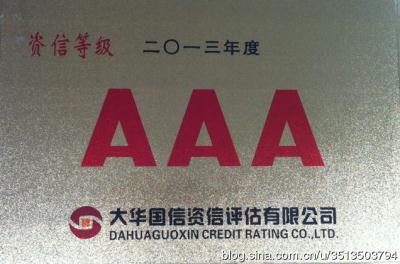 资信等级 二〇一三年度
AAA
大华国信资信评估有限公司
DAHUAGUOXIN CREDIT RATING CO.,LTD.
blog.sina.com.cn/u/3513503794